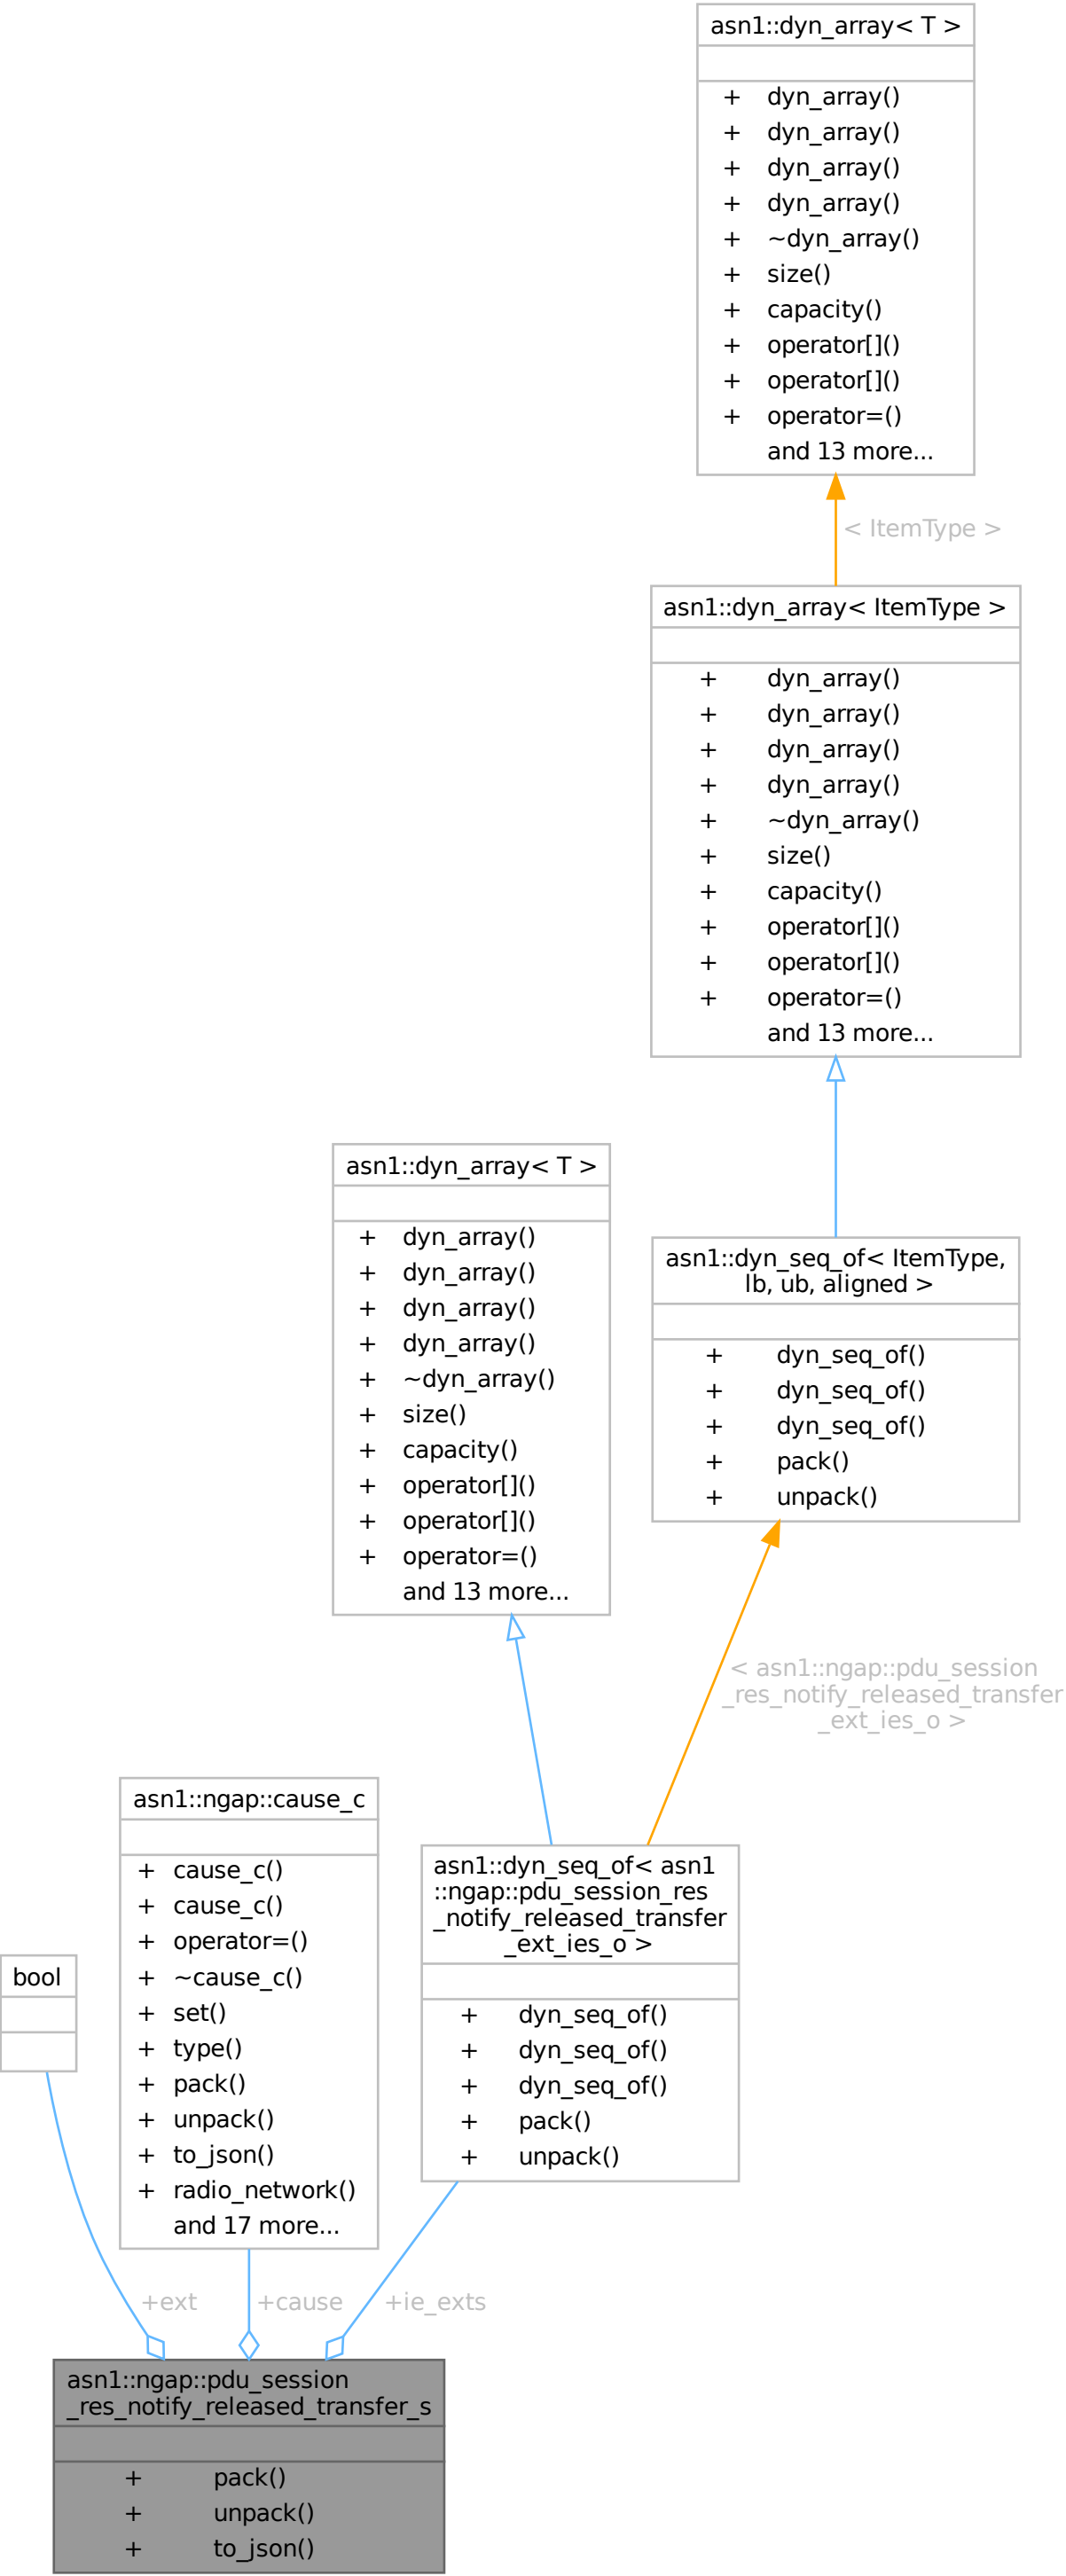 asn1::dyn_array< T >
+ dyn_array()
+ dyn_array()
+ dyn_array()
+ dyn_array()
+ ~dyn_array()
+ size()
+ capacity()
+ operator[]()
+ operator[]()
+ operator=()
and 13 more...
< ItemType >
asn1::dyn_array< ItemType >
+ dyn_array()
+ dyn_array()
+ dyn_array()
+ dyn_array()
+ ~dyn_array()
+ size()
+ capacity()
+ operator[]()
+ operator[]()
+ operator=()
and 13 more...
asn1::dyn_array< T >
+ dyn_array()
+ dyn_array()
+ dyn_array()
+ dyn_array()
+ ~dyn_array()
+ size()
+ capacity()
+ operator[]()
+ operator[]()
+ operator=()
and 13 more...
asn1::dyn_seq_of< ItemType,
lb, ub, aligned >
+ dyn_seq_of()
+ dyn_seq_of()
+ dyn_seq_of()
+ pack()
+ unpack()
< asn1::ngap::pdu_session
_res_notify_released_transfer
_ext_ies_o >
asn1::ngap::cause_c
+ cause_c()
+ cause_c()
+ operator=()
+ ~cause_c()
+ set()
+ type()
+ pack()
+ unpack()
+ to_json()
+ radio_network()
and 17 more...
asn1::dyn_seq_of< asn1
::ngap::pdu_session_res
_notify_released_transfer
_ext_ies_o >
+ dyn_seq_of()
+ dyn_seq_of()
+ dyn_seq_of()
+ pack()
+ unpack()
bool
+ext
+cause
+ie_exts
asn1::ngap::pdu_session
_res_notify_released_transfer_s
+ pack()
+ unpack()
+ to_json()